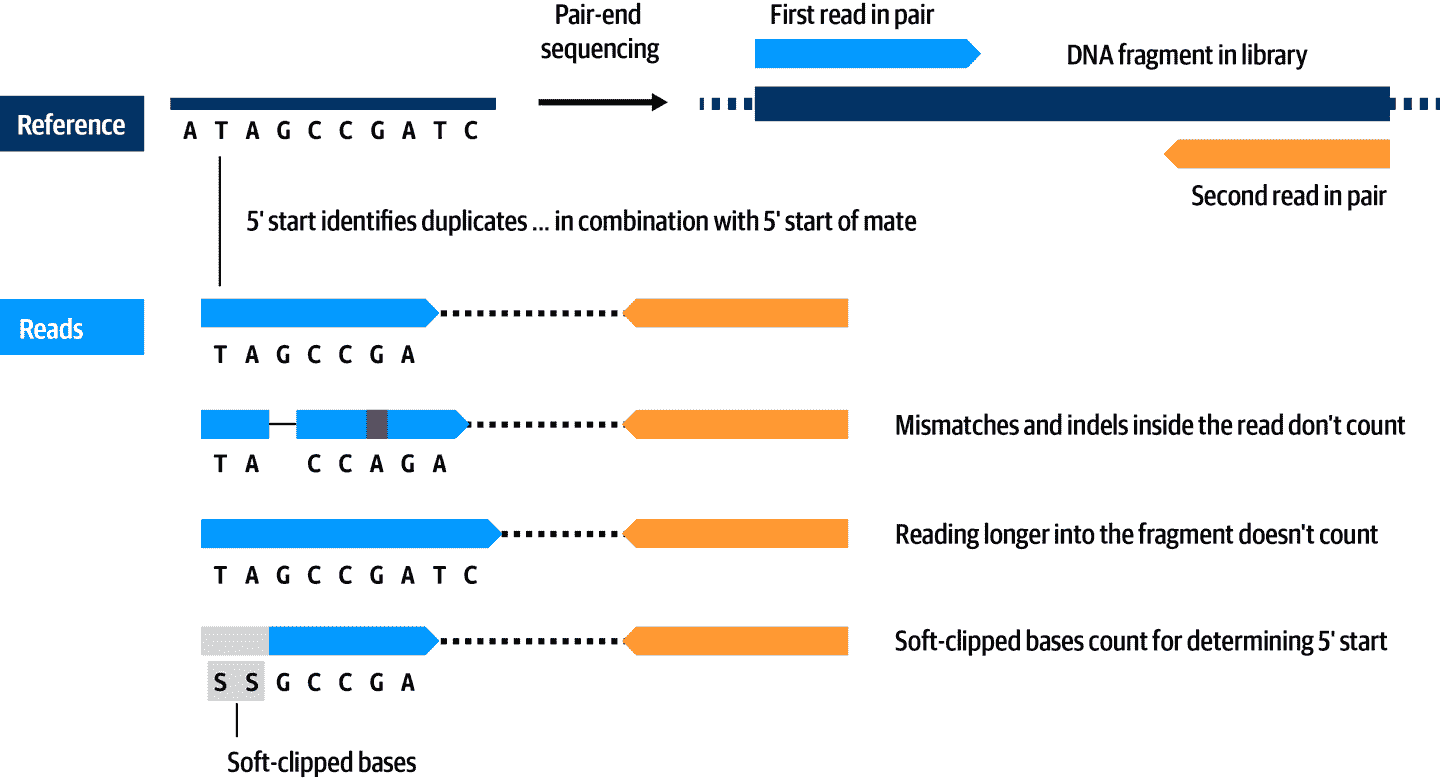 Pair-end
sequencing
First read in pair
DNA fragment in library
Reference
A T A G C C G A T C
Second read in pair
5' start identifies duplicates ... in combination with 5' start of mate
Reads
T A G C C G A
Mismatches and indels inside the read don't count
T A C C A G A
Reading longer into the fragment doesn't count
T A G C C G A T C
Soft-clipped bases count for determining 5' start
S S G C C G A
Soft-clipped bases